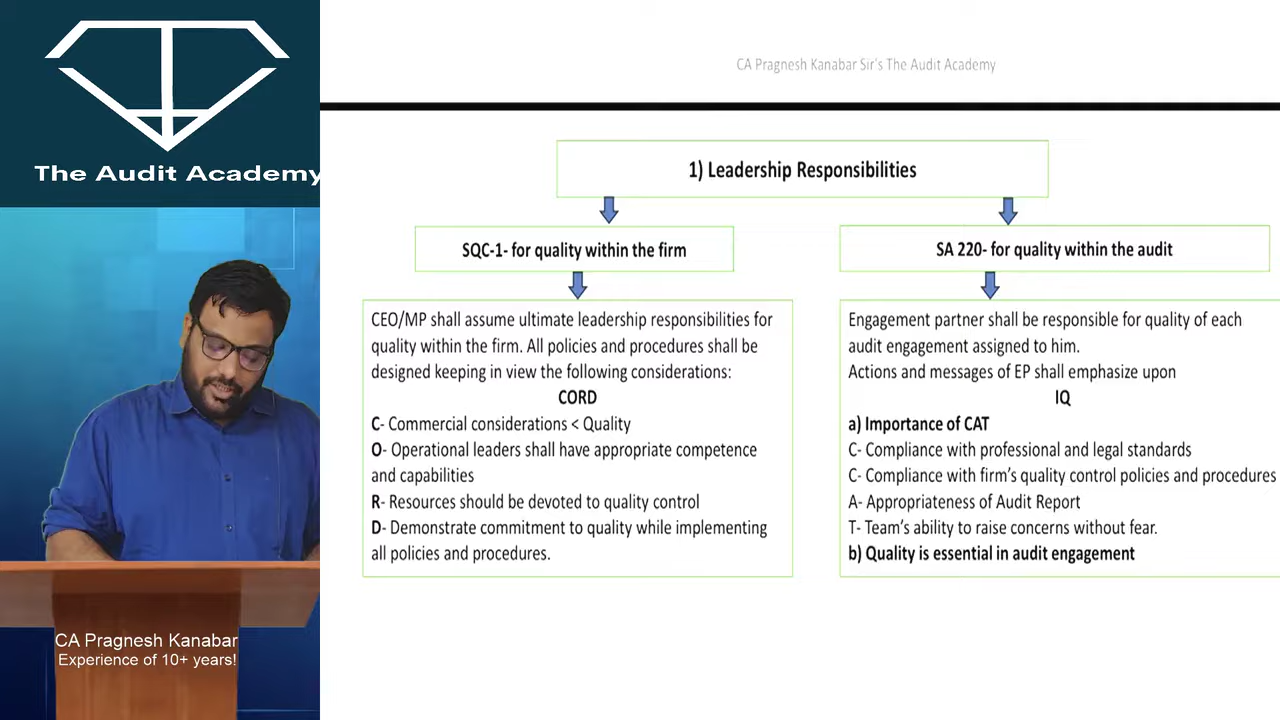 The Audit Academy
CA Pragnesh Kanabar
Experience of 10+ years!
CA Pragnesh Kanabar Sir's The Audit Academy
1) Leadership Responsibilities
SQC-1- for quality within the firm
CEO/MP shall assume ultimate leadership responsibilities for
quality within the firm. All policies and procedures shall be
designed keeping in view the following considerations:
CORD
C- Commercial considerations < Quality
O- Operational leaders shall have appropriate competence
and capabilities
R- Resources should be devoted to quality control
D- Demonstrate commitment to quality while implementing
all policies and procedures.
SA 220- for quality within the audit
Engagement partner shall be responsible for quality of each
audit engagement assigned to him.
Actions and messages of EP shall emphasize upon
IQ
a) Importance of CAT
C- Compliance with professional and legal standards
C- Compliance with firm's quality control policies and procedures
A- Appropriateness of Audit Report
T- Team's ability to raise concerns without fear.
b) Quality is essential in audit engagement